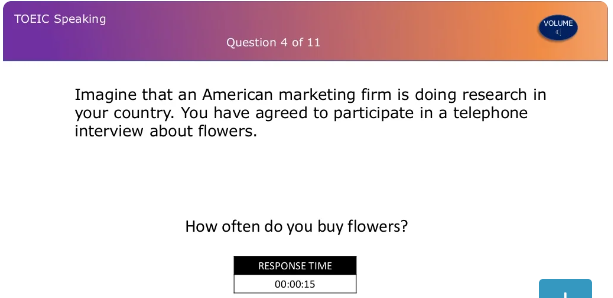 TOEIC Speaking
VOLUME
Question 4 of 11
Imagine that an American marketing firm is doing research in
your country. You have agreed to participate in a telephone
interview about flowers.
How often do you buy flowers?
RESPONSE TIME
00:00:15